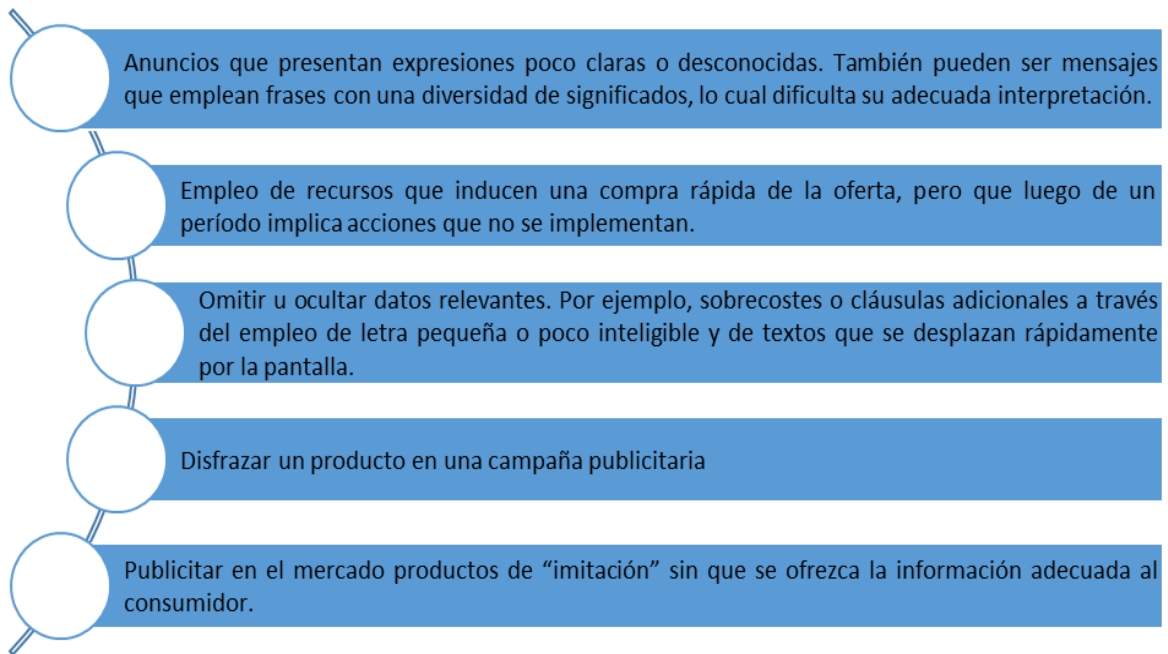 Anuncios que presentan expresiones poco claras o desconocidas. También pueden ser mensajes
que emplean frases con una diversidad de significados, lo cual dificulta su adecuada interpretación.
Empleo de recursos que inducen una compra rápida de la oferta, pero que luego de un
período implica acciones que no se implementan.
Omitir u ocultar datos relevantes. Por ejemplo, sobrecostes o cláusulas adicionales a través
del empleo de letra pequeña o poco inteligible y de textos que se desplazan rápidamente
por la pantalla.
Disfrazar un producto en una campaña publicitaria
Publicitar en el mercado productos de “imitación” sin que se ofrezca la información adecuada al
consumidor.